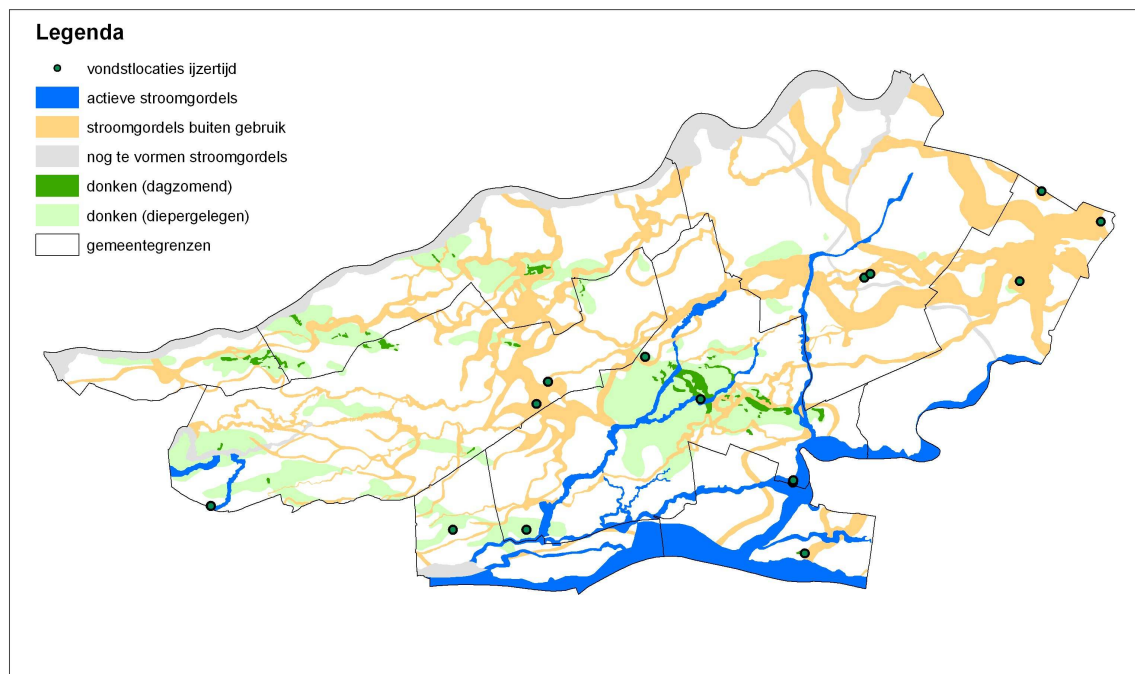 Legenda
vondstlocaties ijzertijd
actieve stroomgordels
stroomgordels buiten gebruik
nog te vormen stroomgordels
donken (dagzomend)
donken (diepergelegen)
gemeentegrenzen